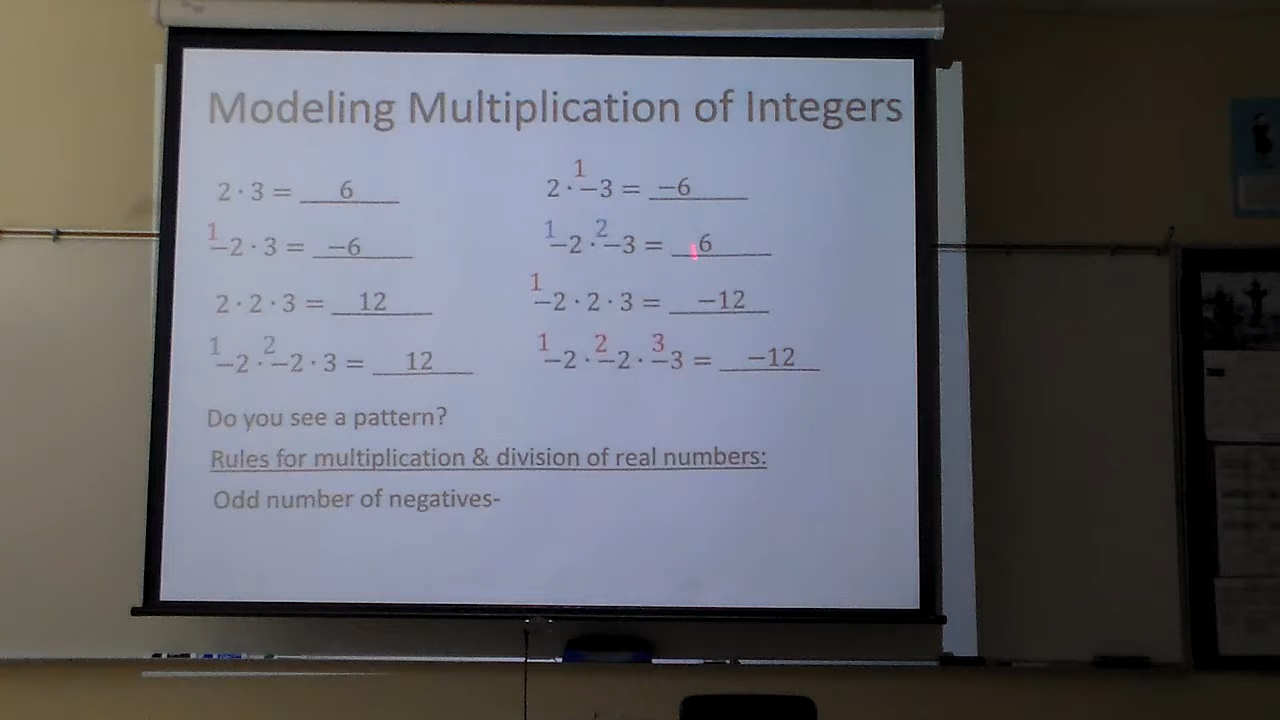 Modeling Multiplication of Integers
2 · 3 = 6
1
2 · −3 = −6
1
−2 · 3 = −6
1 2
−2 · −3 = 6
2 · 2 · 3 = 12
1
−2 · 2 · 3 = −12
1 2
−2 · −2 · 3 = 12
1 2 3
−2 · −2 · −3 = −12
Do you see a pattern?
Rules for multiplication & division of real numbers:
Odd number of negatives-